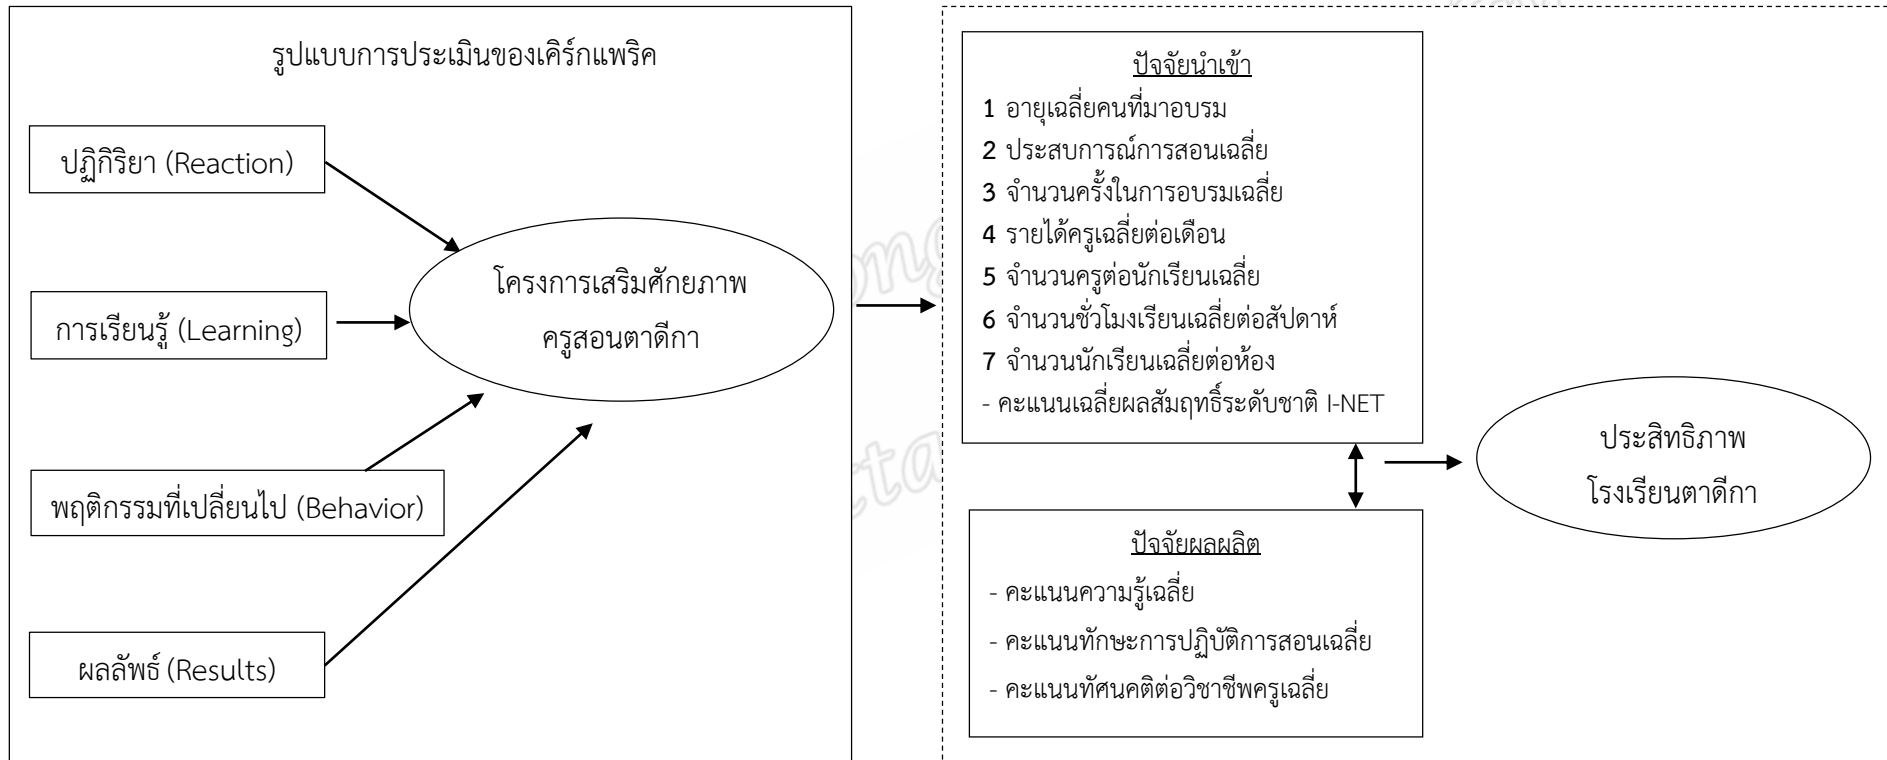 รูปแบบการประเมินของเคิร์กแพริค
ปฏิกิริยา (Reaction)
การเรียนรู้ (Learning)
พฤติกรรมที่เปลี่ยนไป (Behavior)
ผลลัพธ์ (Results)
โครงการเสริมศักยภาพ
ครูสอนตาดีกา
ปัจจัยนำเข้า
1 อายุเฉลี่ยคนที่มาอบรม
2 ประสบการณ์การสอนเฉลี่ย
3 จำนวนครั้งในการอบรมเฉลี่ย
4 รายได้ครูเฉลี่ยต่อเดือน
5 จำนวนครูต่อนักเรียนเฉลี่ย
6 จำนวนชั่วโมงเรียนเฉลี่ยต่อสัปดาห์
7 จำนวนนักเรียนเฉลี่ยต่อห้อง
- คะแนนเฉลี่ยผลสัมฤทธิ์ระดับชาติ I-NET
ปัจจัยผลผลิต
- คะแนนความรู้เฉลี่ย
- คะแนนทักษะการปฏิบัติการสอนเฉลี่ย
- คะแนนทัศนคติต่อวิชาชีพครูเฉลี่ย
ประสิทธิภาพ
โรงเรียนตาดีกา